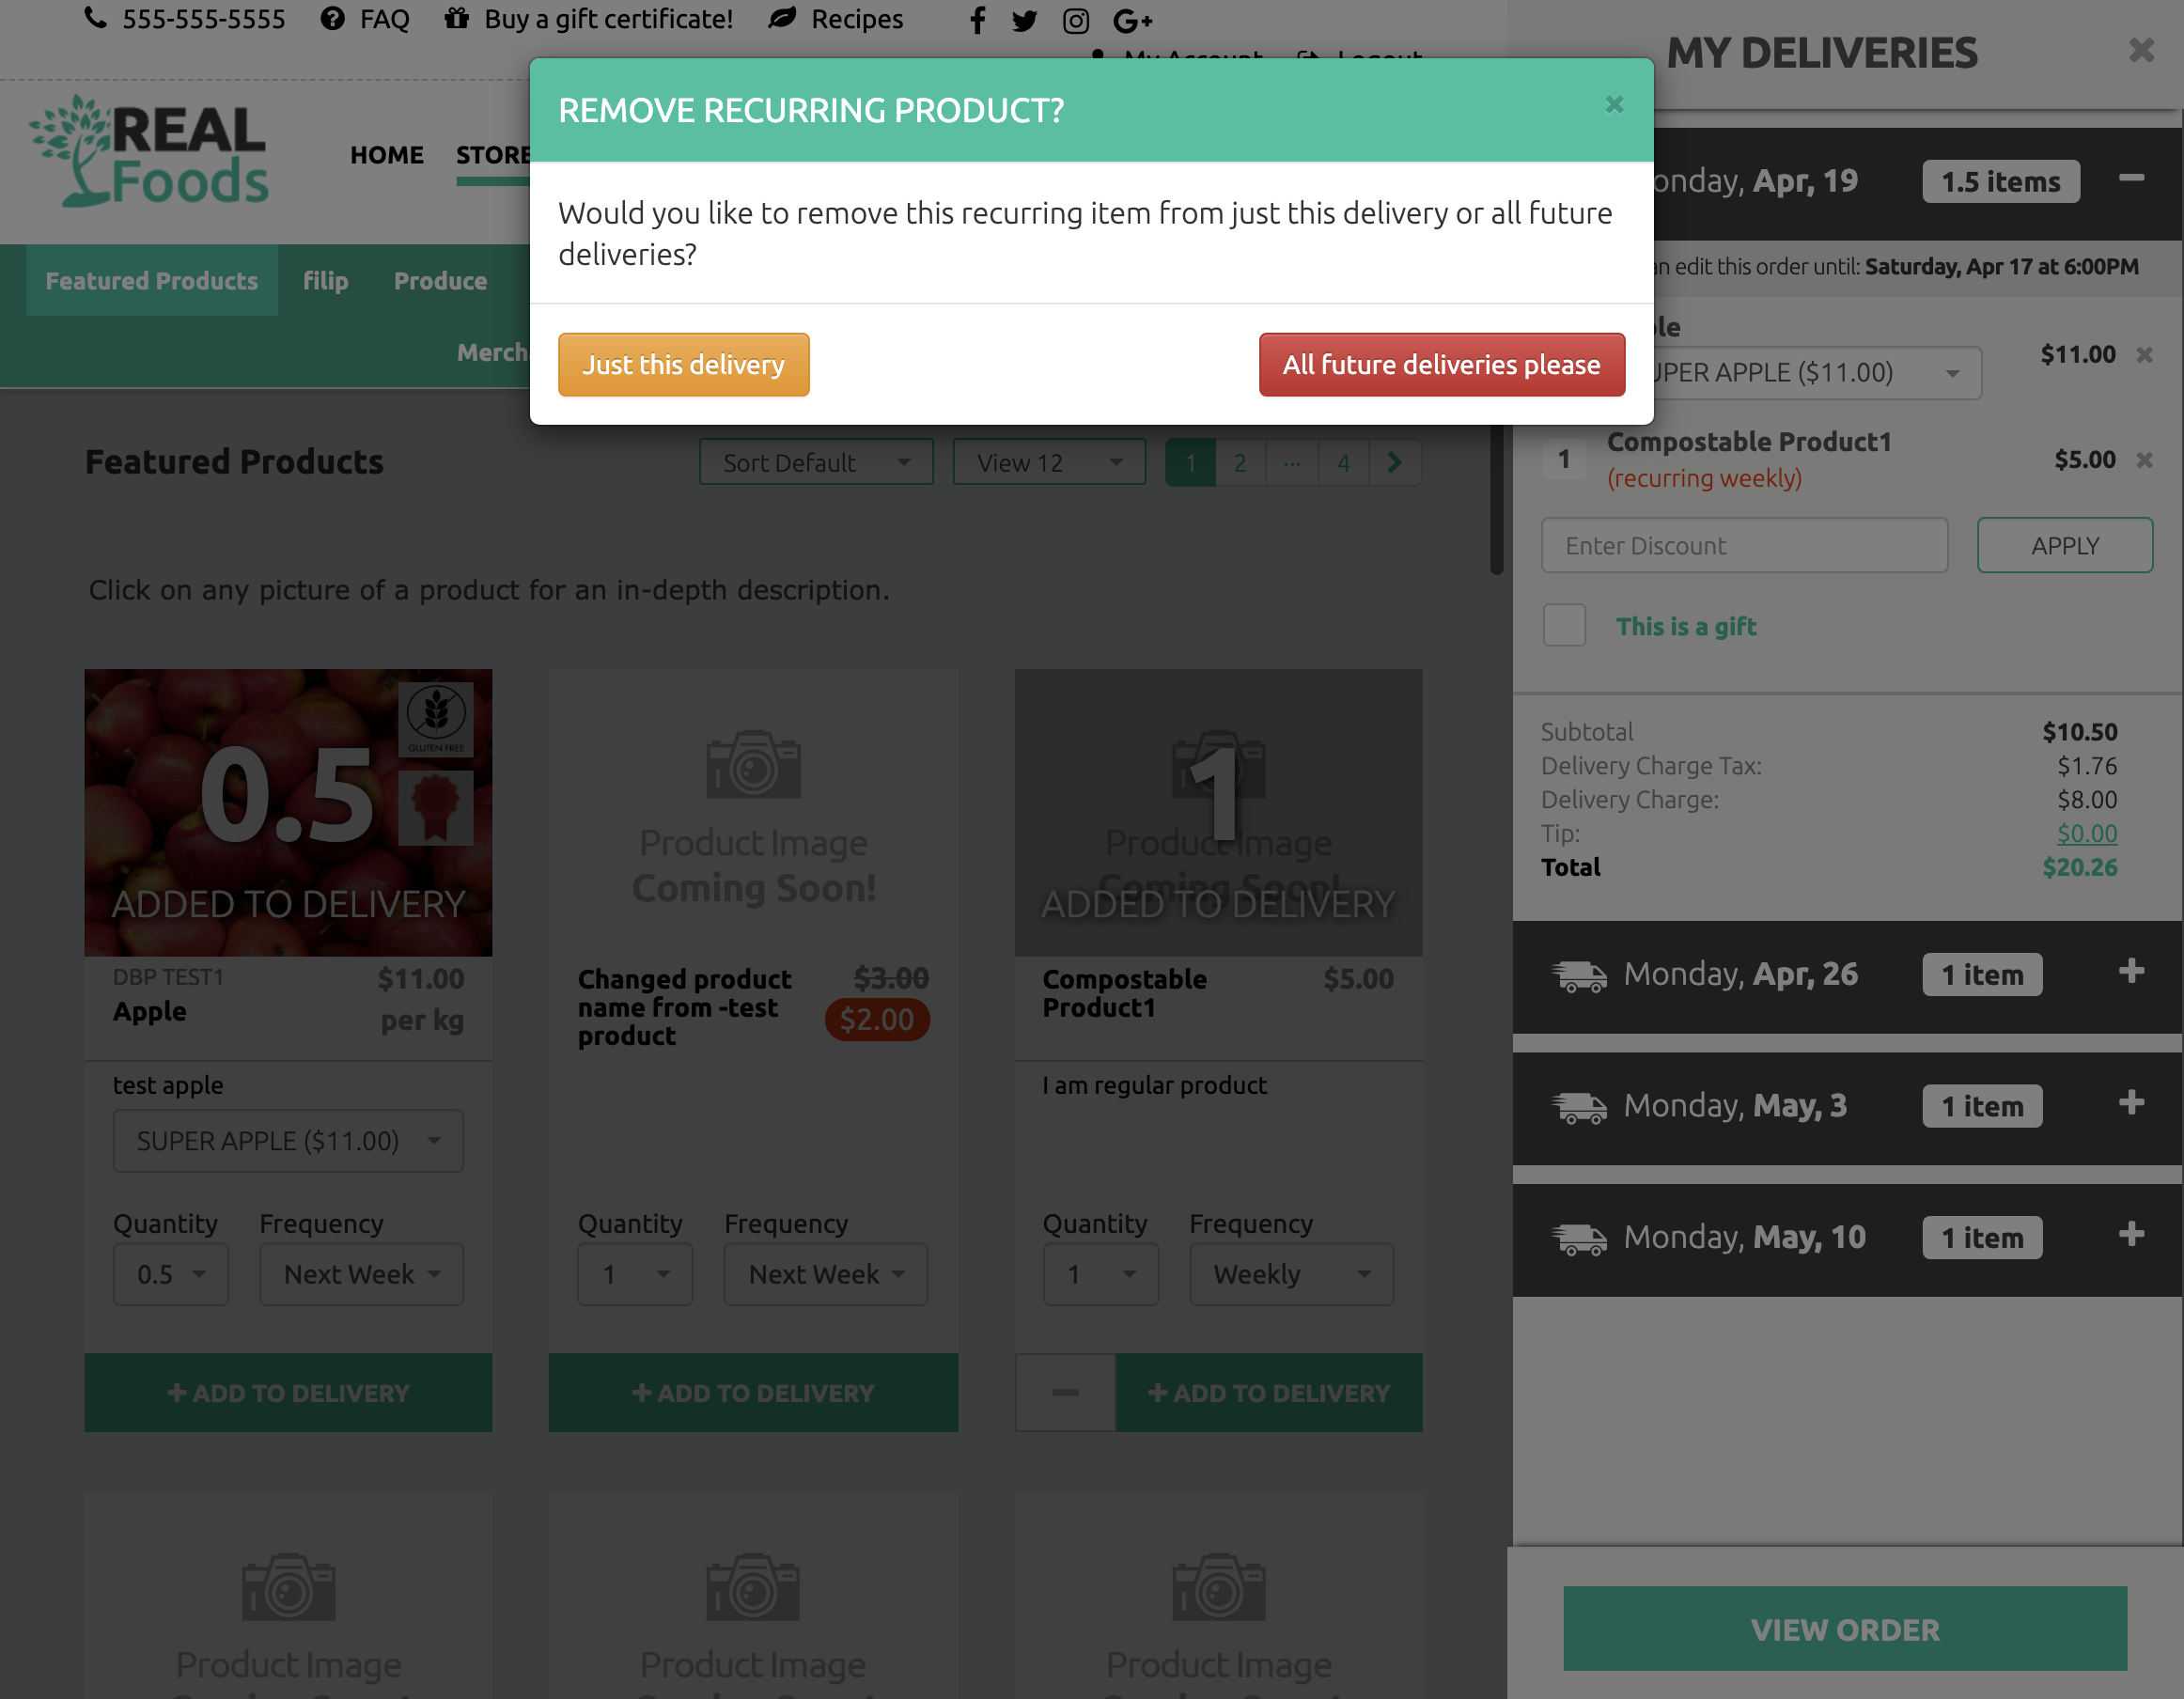 555-555-5555
FAQ
Buy a gift certificate!
Recipes
G+
My Account
Logout
REAL
Foods
HOME
STORE
Featured Products
filip
Produce
Merch
REMOVE RECURRING PRODUCT?
×
Would you like to remove this recurring item from just this delivery or all future
deliveries?
Just this delivery
All future deliveries please
Featured Products
Sort Default
View 12
1
2
...
4
Click on any picture of a product for an in-depth description.
GLUTEN FREE
0.5
ADDED TO DELIVERY
DBP TEST1
Apple
$11.00
per kg
test apple
SUPER APPLE ($11.00)
Quantity
Frequency
0.5
Next Week
+ ADD TO DELIVERY
Product Image
Coming Soon!
Changed product
name from -test
product
$3.00
$2.00
Quantity
Frequency
1
Next Week
+ ADD TO DELIVERY
1
Product Image
Coming Soon!
ADDED TO DELIVERY
Compostable
Product1
$5.00
I am regular product
Quantity
Frequency
1
Weekly
− + ADD TO DELIVERY
Product Image
Product Image
Product Image
MY DELIVERIES
×
onday, Apr, 19
1.5 items
−
an edit this order until: Saturday, Apr 17 at 6:00PM
le
UPER APPLE ($11.00)
$11.00 ×
1
Compostable Product1
(recurring weekly)
$5.00 ×
Enter Discount
APPLY
This is a gift
Subtotal $10.50
Delivery Charge Tax: $1.76
Delivery Charge: $8.00
Tip: $0.00
Total $20.26
Monday, Apr, 26
1 item
+
Monday, May, 3
1 item
+
Monday, May, 10
1 item
+
VIEW ORDER